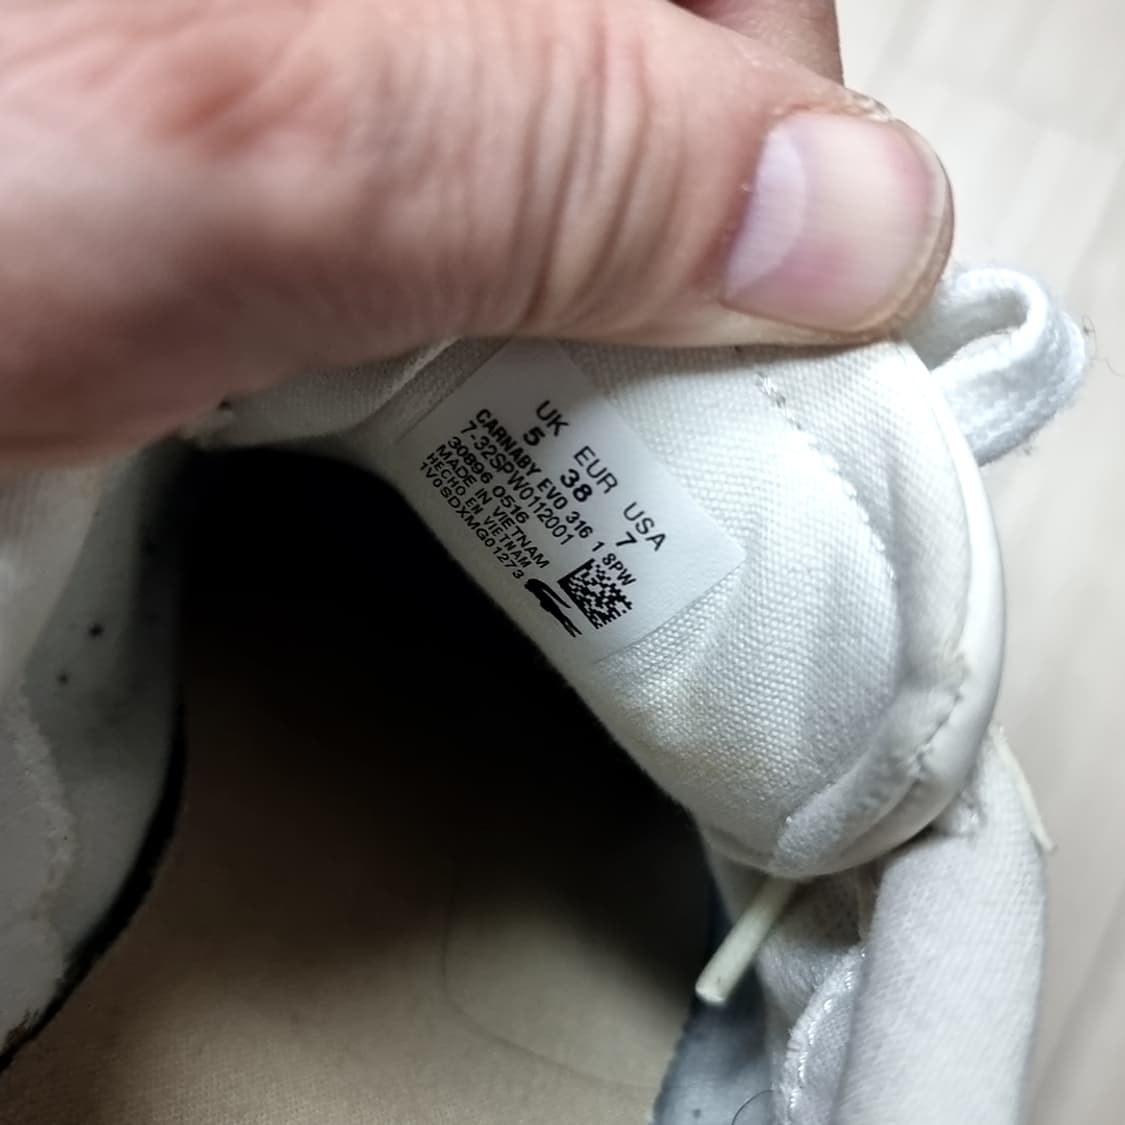 UK EUR USA
5 38 7
CARNABY EVO 316 1 SPW
7-32SPW0112001
30896 0516
MADE IN VIETNAM
HECHO EN VIETNAM
1V0SDXMG01273